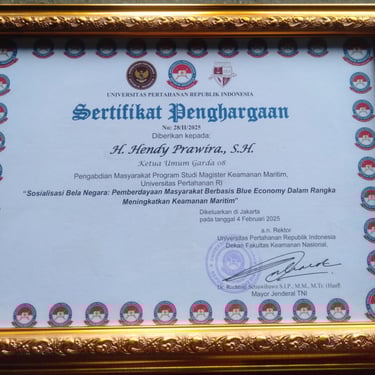 UNIVERSITAS PERTAHANAN REPUBLIK INDONESIA
Sertifikat Penghargaan
No: 28/II/2025
Diberikan kepada:
H. Hendy Prawira, S.H.
Ketua Umum Garda 08
Pengabdian Masyarakat Program Studi Magister Keamanan Maritim,
Universitas Pertahanan RI
"Sosialisasi Bela Negara: Pemberdayaan Masyarakat Berbasis Blue Economy Dalam Rangka
Meningkatkan Keamanan Maritim"
Dikeluarkan di Jakarta
pada tanggal 4 Februari 2025
a.n. Rektor
Universitas Pertahanan Republik Indonesia
Dekan Fakultas Keamanan Nasional,
S.I.P., M.M., M.Tr. (Han)
Mayor Jenderal TNI